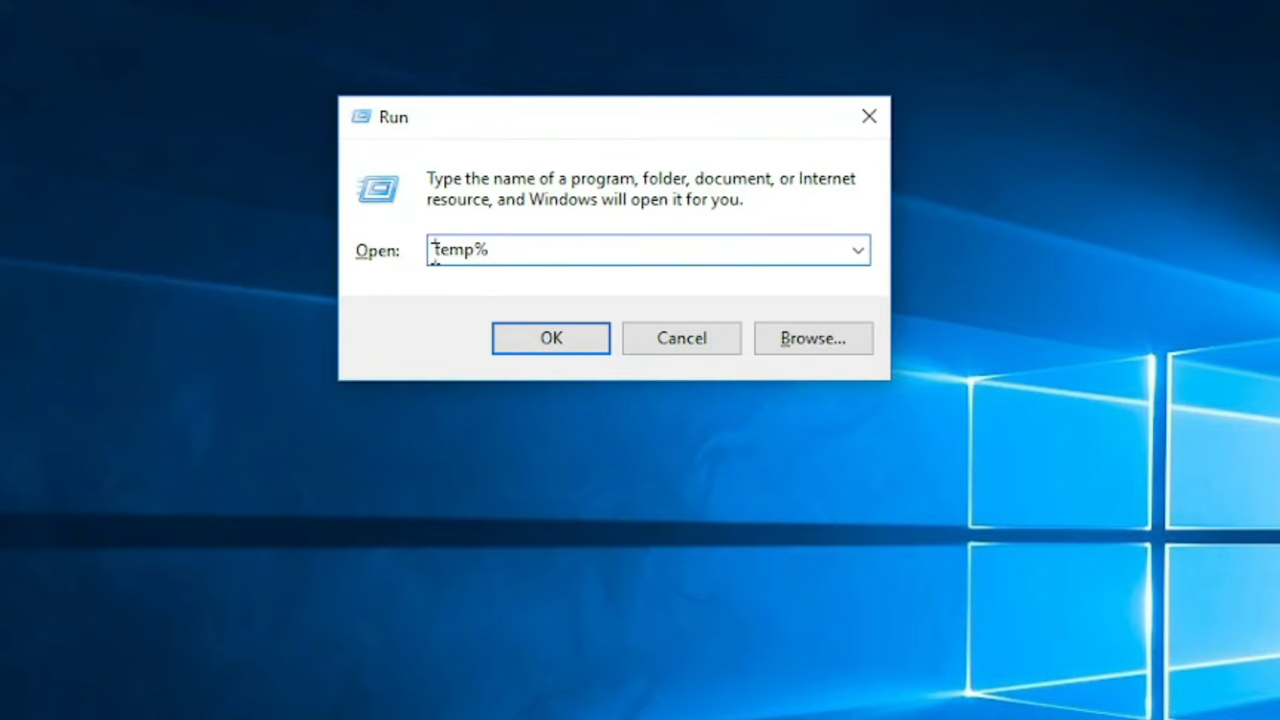 Run
Type the name of a program, folder, document, or Internet
resource, and Windows will open it for you.
Open: temp%
OK Cancel Browse...